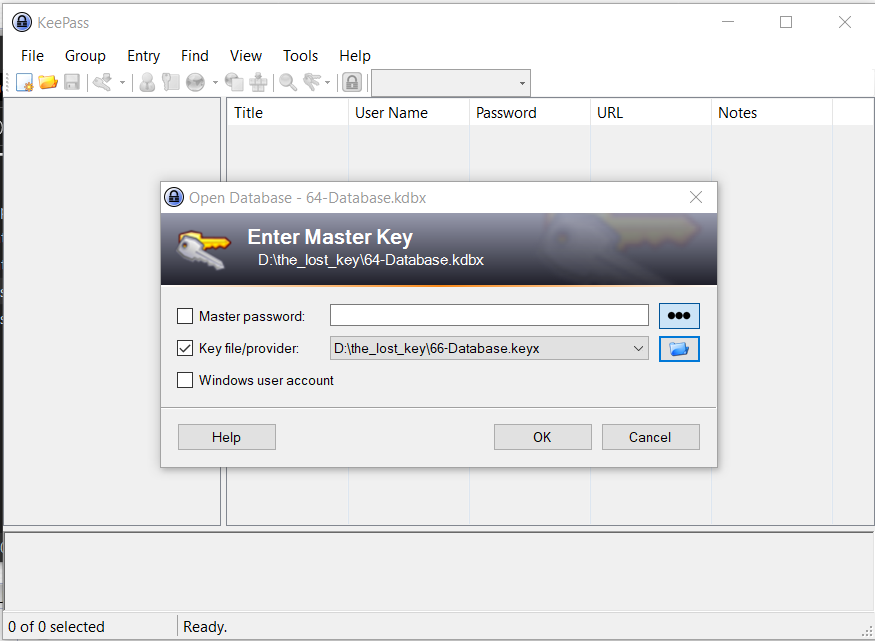 KeePass
File Group Entry Find View Tools Help
Title User Name Password URL Notes
Open Database - 64-Database.kdbx
Enter Master Key
D:\the_lost_key\64-Database.kdbx
Master password:
Key file/provider: D:\the_lost_key\66-Database.keyx
Windows user account
Help OK Cancel
0 of 0 selected Ready.